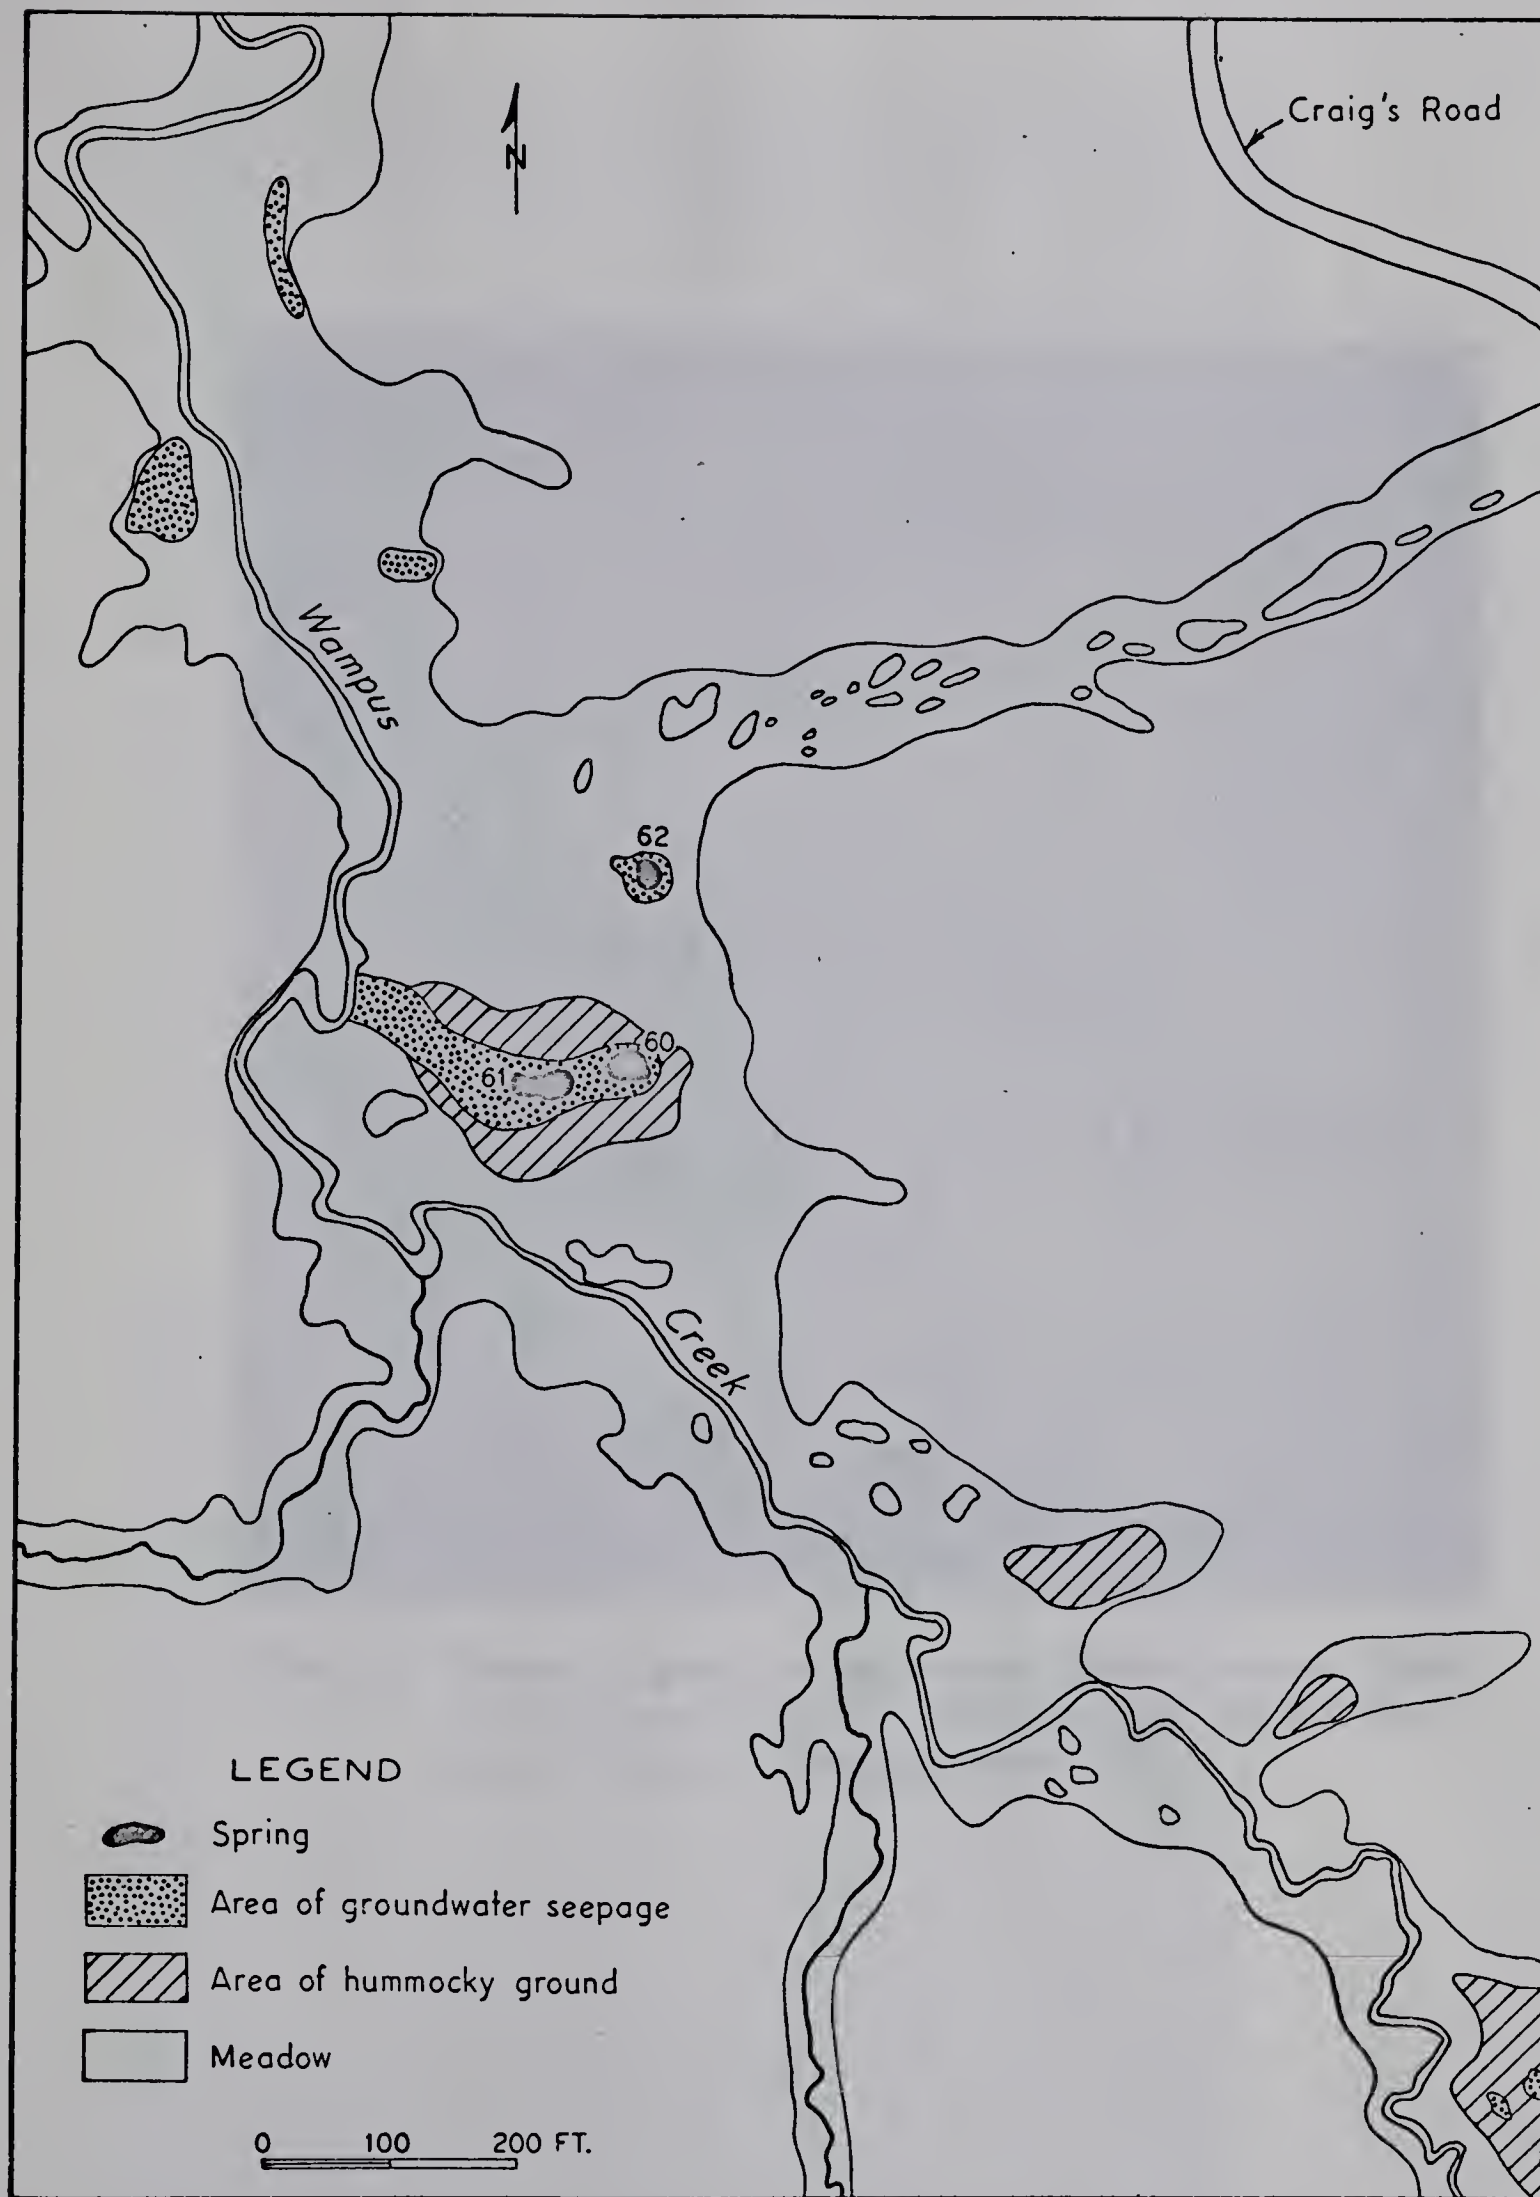 Craig's Road
N
Wampus
62
60
61
Creek
LEGEND
Spring
Area of groundwater seepage
Area of hummocky ground
Meadow
0 100 200 FT.